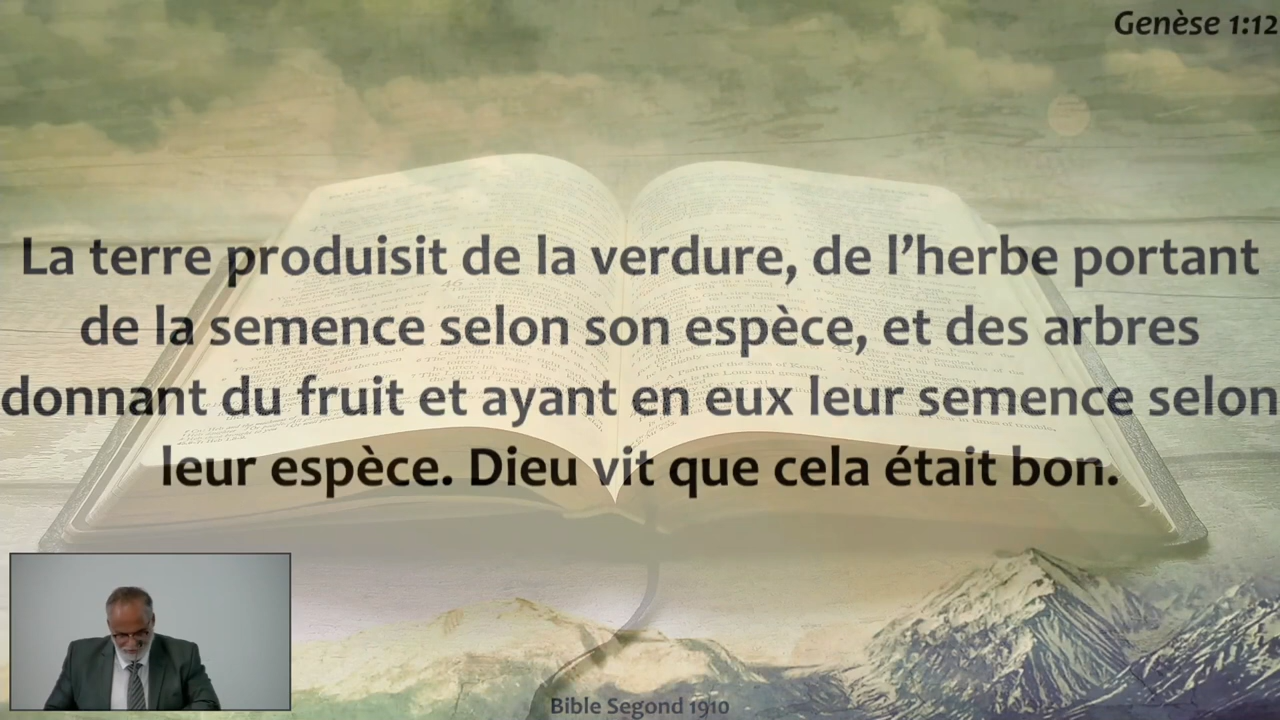 Genèse 1:12
La terre produisit de la verdure, de l’herbe portant
de la semence selon son espèce, et des arbres
donnant du fruit et ayant en eux leur semence selon
leur espèce. Dieu vit que cela était bon.
Bible Segond 1910